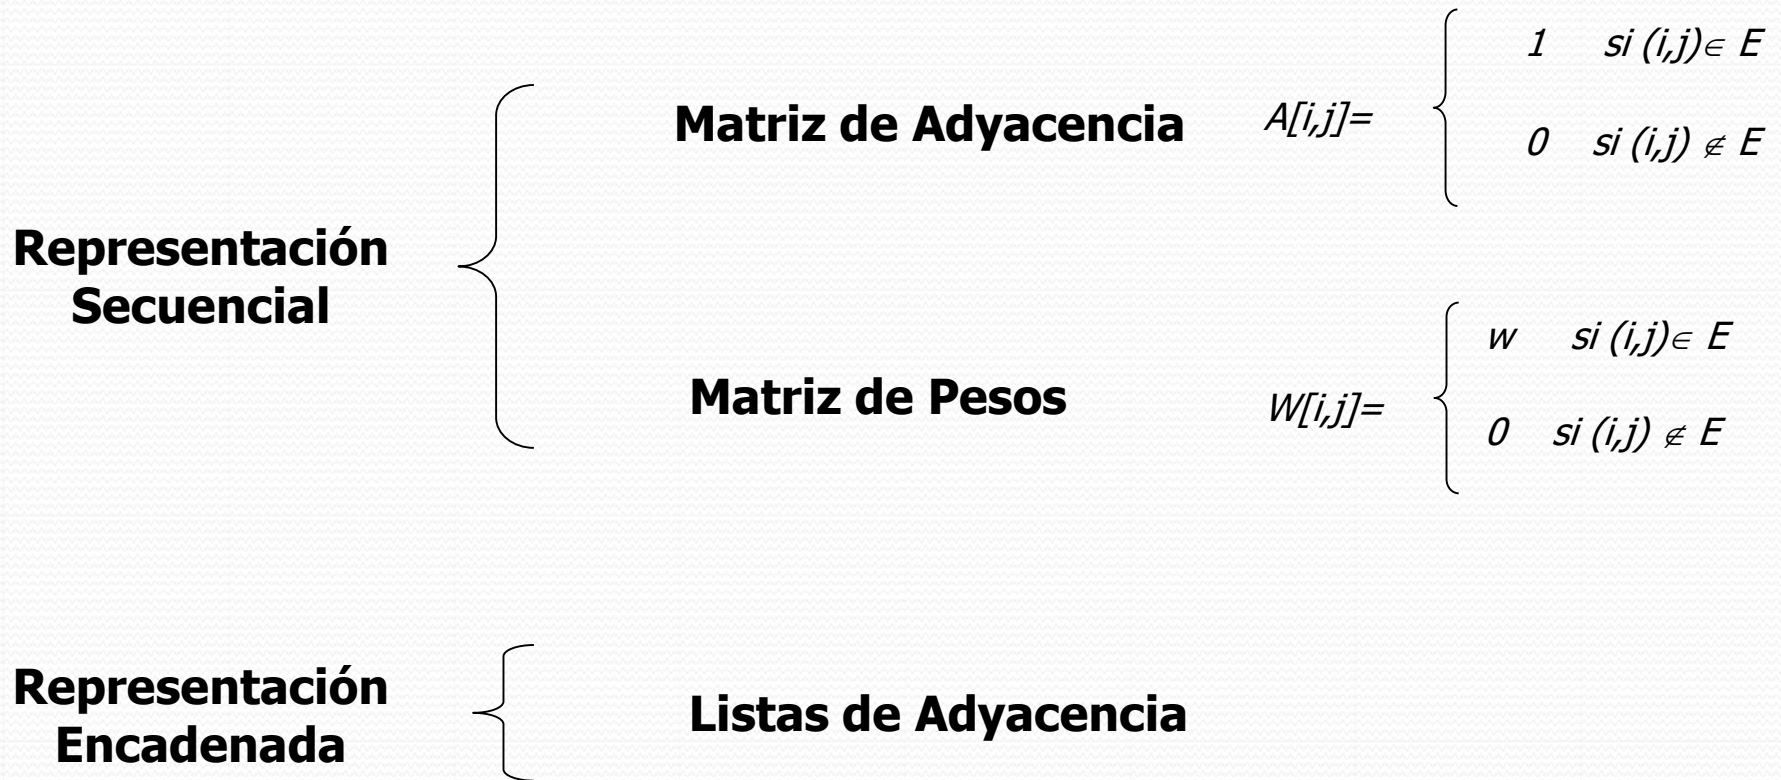 Representación
Secuencial
Matriz de Adyacencia
A[i,j]=
1 si (i,j)∈ E
0 si (i,j) ∉ E
Matriz de Pesos
W[i,j]=
w si (i,j)∈ E
0 si (i,j) ∉ E
Representación
Encadenada
Listas de Adyacencia